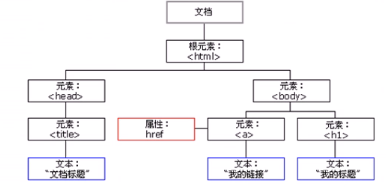 文档
根元素：
<html>
元素：
<head>
元素：
<body>
元素：
<title>
属性：
href
元素：
<a>
元素：
<h1>
文本：
"文档标题"
文本：
"我的链接"
文本：
"我的标题"